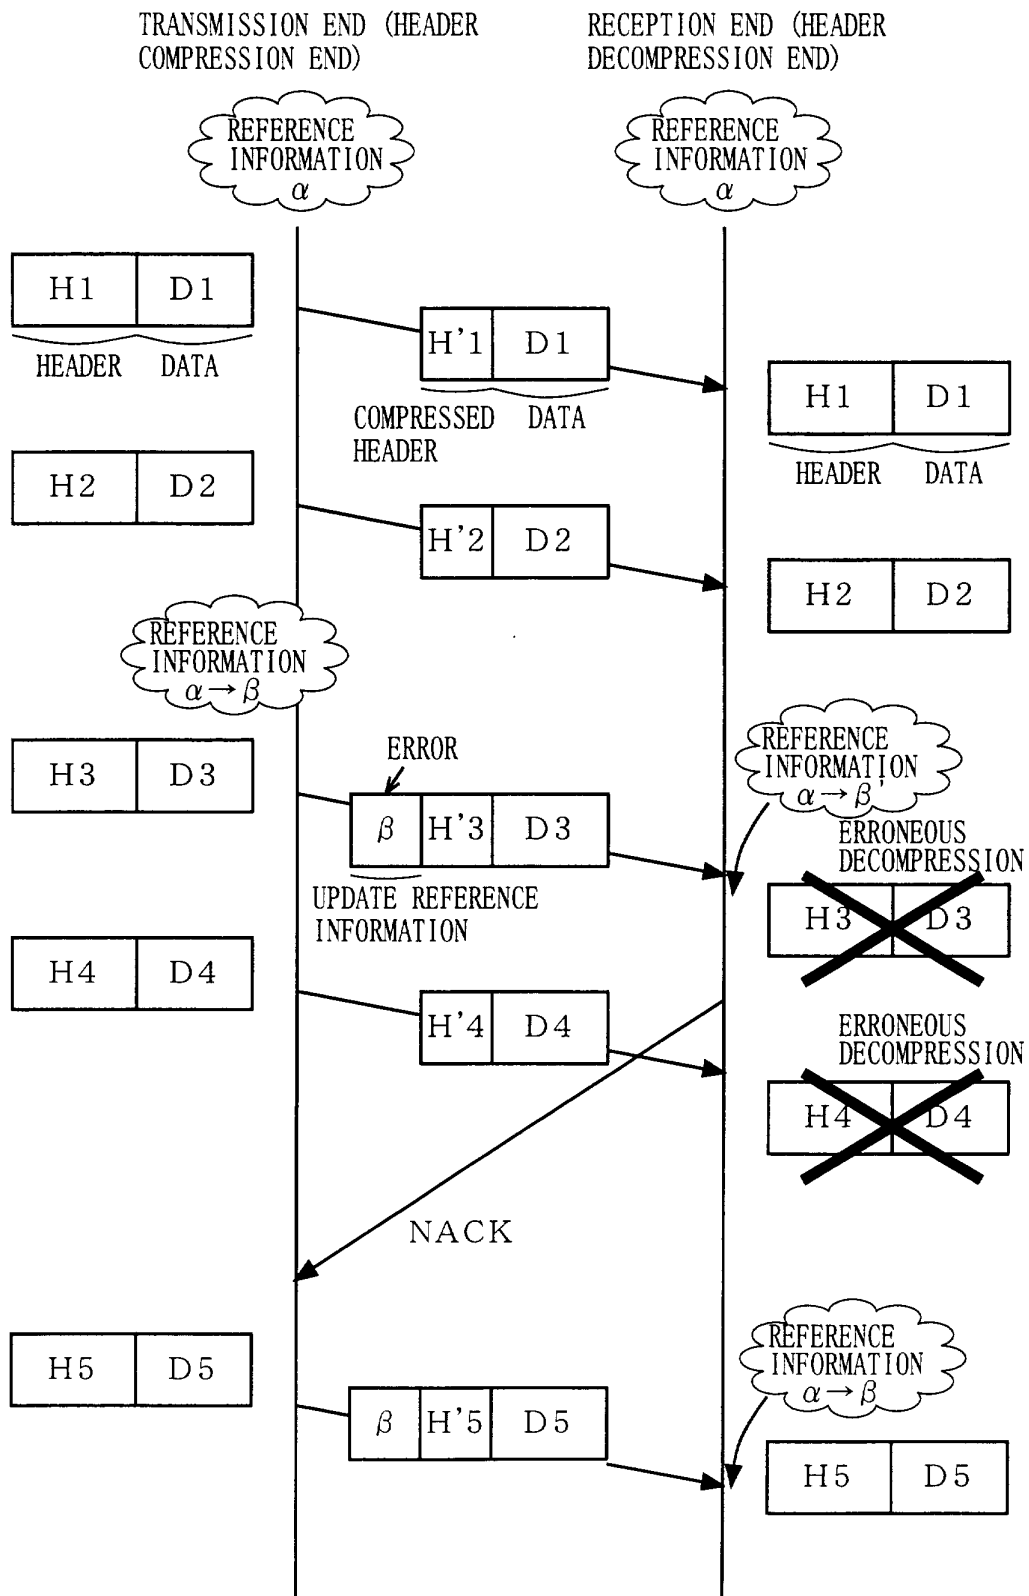 TRANSMISSION END (HEADER
COMPRESSION END)
RECEPTION END (HEADER
DECOMPRESSION END)
REFERENCE
INFORMATION
α
REFERENCE
INFORMATION
α
H1 D1
HEADER DATA
H'1 D1
COMPRESSED
HEADER
DATA
H1 D1
HEADER DATA
H2 D2
H'2 D2
H2 D2
REFERENCE
INFORMATION
α→β
H3 D3
ERROR
β H'3 D3
UPDATE REFERENCE
INFORMATION
REFERENCE
INFORMATION
α→β'
ERRONEOUS
DECOMPRESSION
H3 D3
H4 D4
H'4 D4
ERRONEOUS
DECOMPRESSION
H4 D4
NACK
H5 D5
β H'5 D5
REFERENCE
INFORMATION
α→β
H5 D5